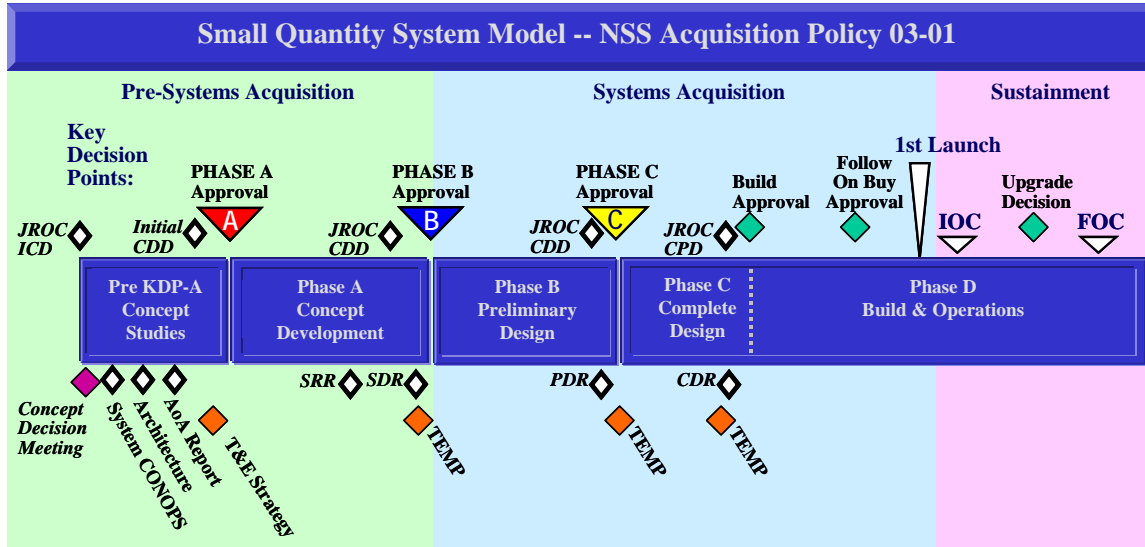 Small Quantity System Model -- NSS Acquisition Policy 03-01
Pre-Systems Acquisition
Systems Acquisition
Sustainment
Key
Decision
Points:
PHASE A
Approval
PHASE B
Approval
PHASE C
Approval
Build
Approval
Follow
On Buy
Approval
1st Launch
Upgrade
Decision
JROC
ICD
Initial
CDD
A
JROC
CDD
B
JROC
CDD
C
JROC
CPD
IOC
FOC
Pre KDP-A
Concept
Studies
Phase A
Concept
Development
Phase B
Preliminary
Design
Phase C
Complete
Design
Phase D
Build & Operations
Concept
Decision
Meeting
System CONOPS
Architecture
AoA Report
T&E Strategy
SRR
SDR
TEMP
PDR
TEMP
CDR
TEMP